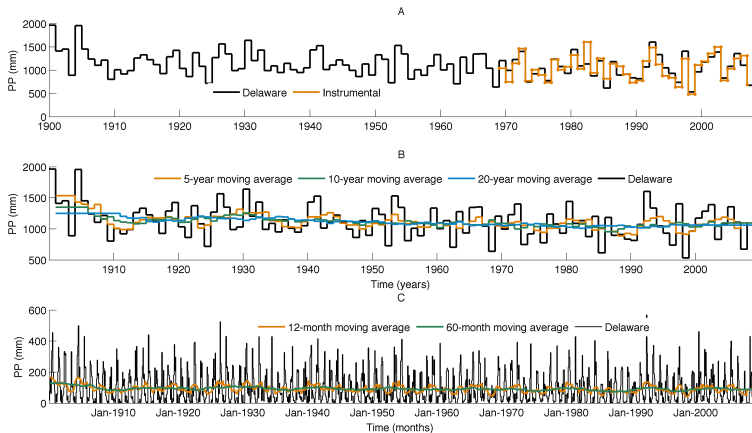 A
PP (mm)
2000
1500
1000
500
0
Delaware Instrumental
1900 1910 1920 1930 1940 1950 1960 1970 1980 1990 2000
B
PP (mm)
2000
5-year moving average 10-year moving average 20-year moving average Delaware
1500
1000
500
1910 1920 1930 1940 1950 1960 1970 1980 1990 2000
Time (years)
C
PP (mm)
600
12-month moving average 60-month moving average Delaware
400
200
0
Jan-1910 Jan-1920 Jan-1930 Jan-1940 Jan-1950 Jan-1960 Jan-1970 Jan-1980 Jan-1990 Jan-2000
Time (months)